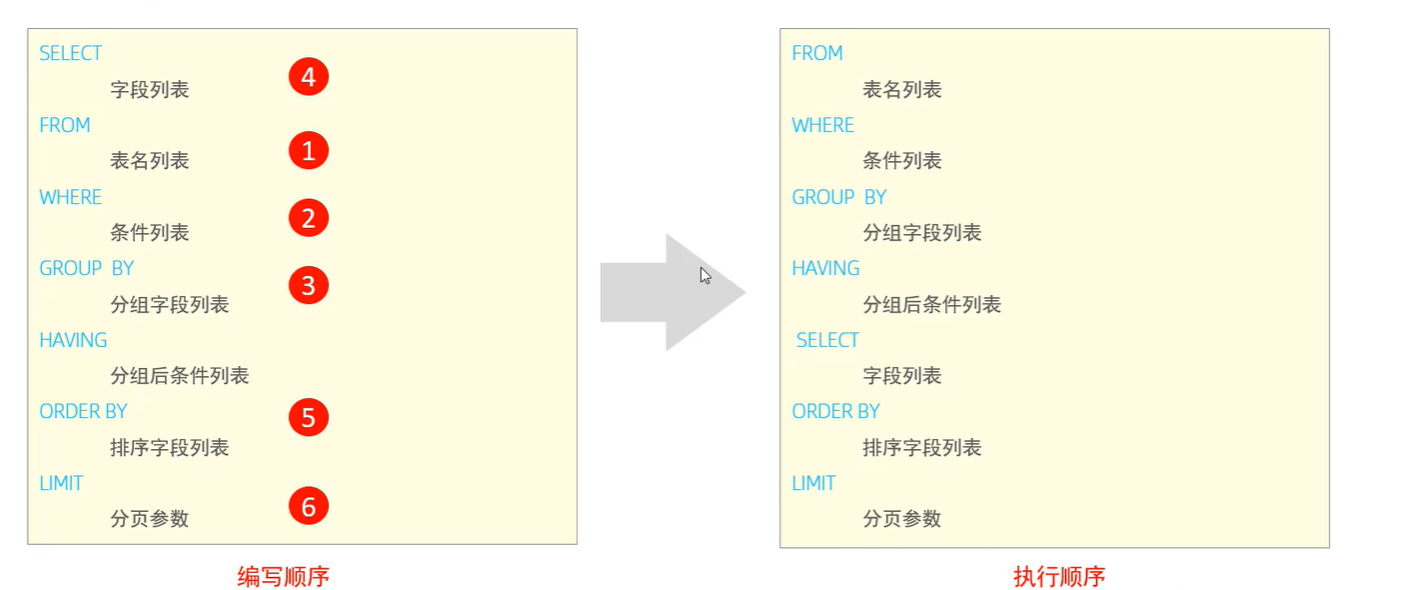 SELECT
字段列表
4
FROM
表名列表
1
WHERE
条件列表
2
GROUP BY
分组字段列表
3
HAVING
分组后条件列表
ORDER BY
排序字段列表
5
LIMIT
分页参数
6
编写顺序
FROM
表名列表
WHERE
条件列表
GROUP BY
分组字段列表
HAVING
分组后条件列表
SELECT
字段列表
ORDER BY
排序字段列表
LIMIT
分页参数
执行顺序